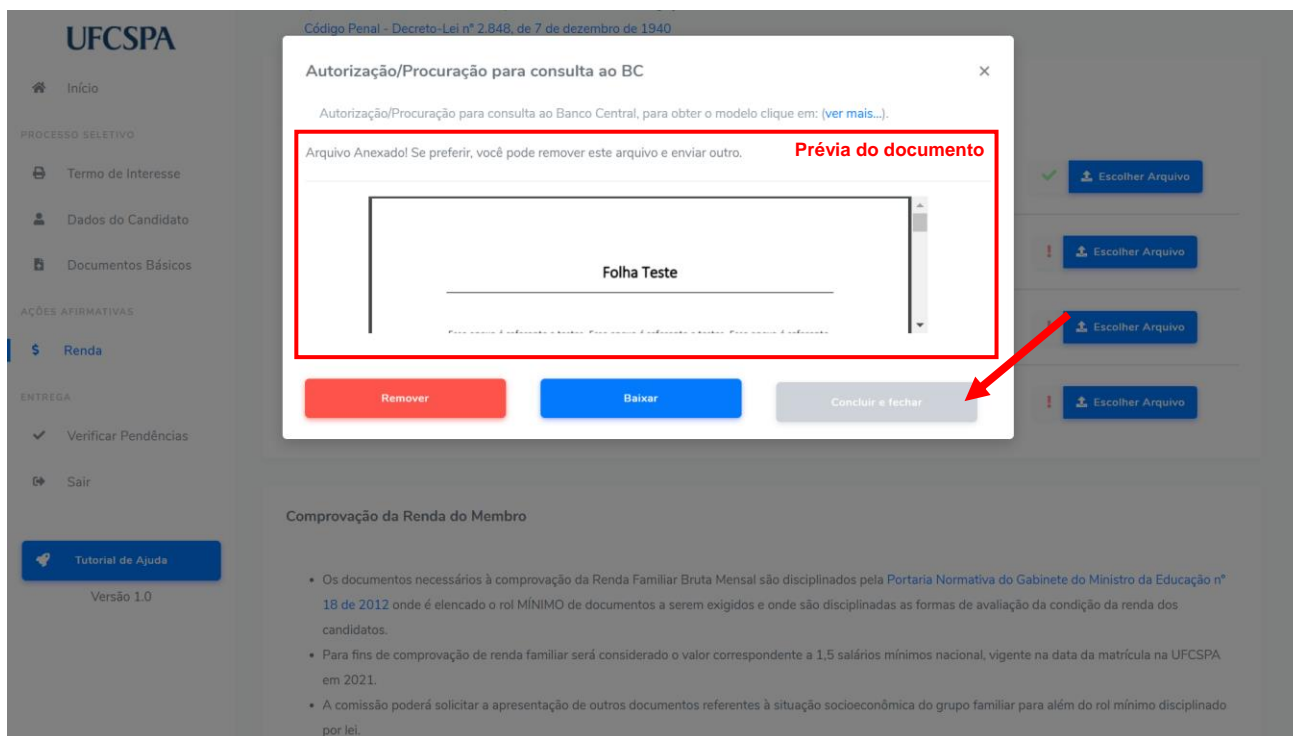 UFCSPA
Início
PROCESSO SELETIVO
Termo de Interesse
Dados do Candidato
Documentos Básicos
AÇÕES AFIRMATIVAS
$ Renda
ENTREGA
Verificar Pendências
Sair
Tutorial de Ajuda
Versão 1.0
Código Penal - Decreto-Lei nº 2.848, de 7 de dezembro de 1940
Autorização/Procuração para consulta ao BC ×
Autorização/Procuração para consulta ao Banco Central, para obter o modelo clique em: (ver mais...).
Arquivo Anexado! Se preferir, você pode remover este arquivo e enviar outro.
Prévia do documento
Folha Teste
Remover
Baixar
Concluir e fechar
Escolher Arquivo
! Escolher Arquivo
! Escolher Arquivo
! Escolher Arquivo
Comprovação da Renda do Membro
• Os documentos necessários à comprovação da Renda Familiar Bruta Mensal são disciplinados pela Portaria Normativa do Gabinete do Ministro da Educação nº
18 de 2012 onde é elencado o rol MÍNIMO de documentos a serem exigidos e onde são disciplinadas as formas de avaliação da condição da renda dos
candidatos.
• Para fins de comprovação de renda familiar será considerado o valor correspondente a 1,5 salários mínimos nacional, vigente na data da matrícula na UFCSPA
em 2021.
• A comissão poderá solicitar a apresentação de outros documentos referentes à situação socioeconômica do grupo familiar para além do rol mínimo disciplinado
por lei.